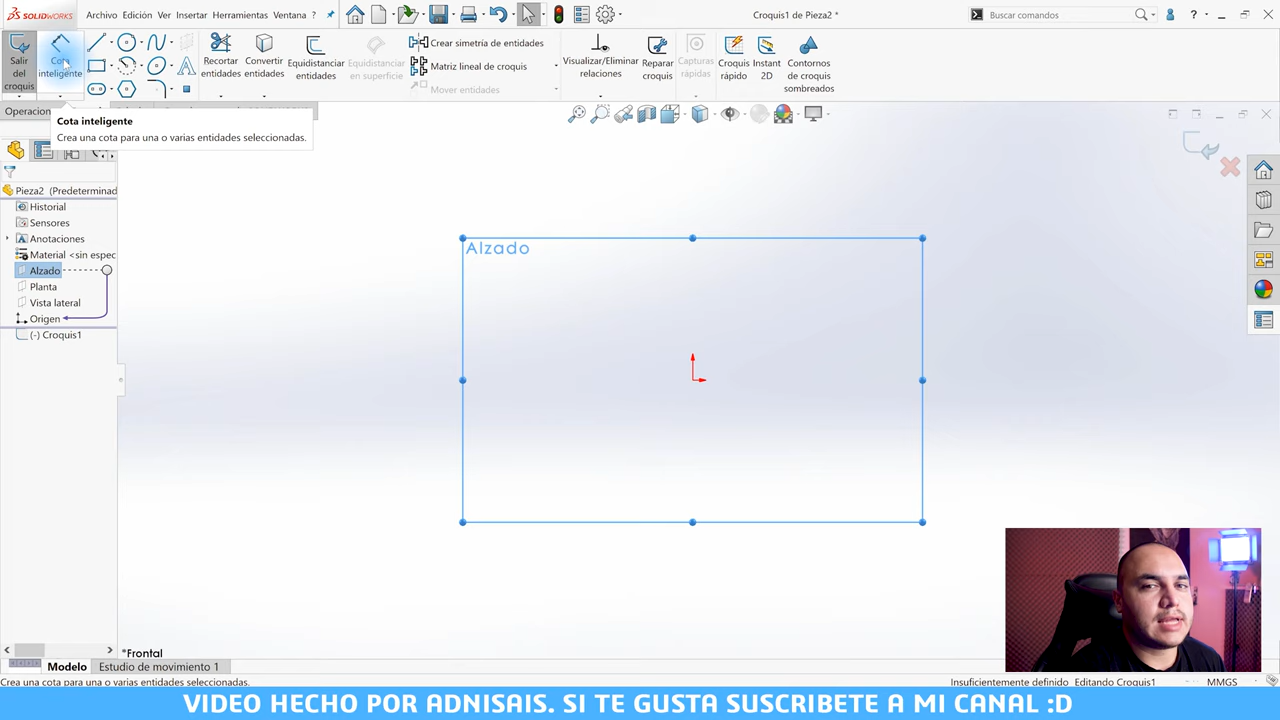 SOLIDWORKS
Archivo Edición Ver Insertar Herramientas Ventana
Croquis1 de Pieza2 *
Buscar comandos
Salir del croquis
Cota inteligente
Recortar entidades
Convertir entidades
Equidistanciar entidades
Equidistanciar en superficie
Crear simetría de entidades
Matriz lineal de croquis
Mover entidades
Visualizar/Eliminar relaciones
Reparar croquis
Capturas rápidas
Croquis rápido
Instant 2D
Contornos de croquis sombreados
Operacion
Cota inteligente
Crea una cota para una o varias entidades seleccionadas.
Pieza2 (Predeterminad
Historial
Sensores
Anotaciones
Material <sin espec
Alzado
Planta
Vista lateral
Origen
(-) Croquis1
Alzado
*Frontal
Modelo Estudio de movimiento 1
Crea una cota para una o varias entidades seleccionadas.
Insuficientemente definido Editando Croquis1 MMGS
VIDEO HECHO POR ADNISAIS. SI TE GUSTA SUSCRIBETE A MI CANAL :D